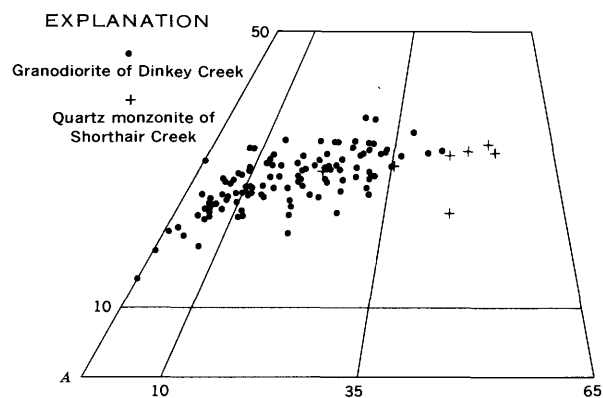 EXPLANATION
50
Granodiorite of Dinkey Creek
+
Quartz monzonite of
Shorthair Creek
10
A
10
35
65